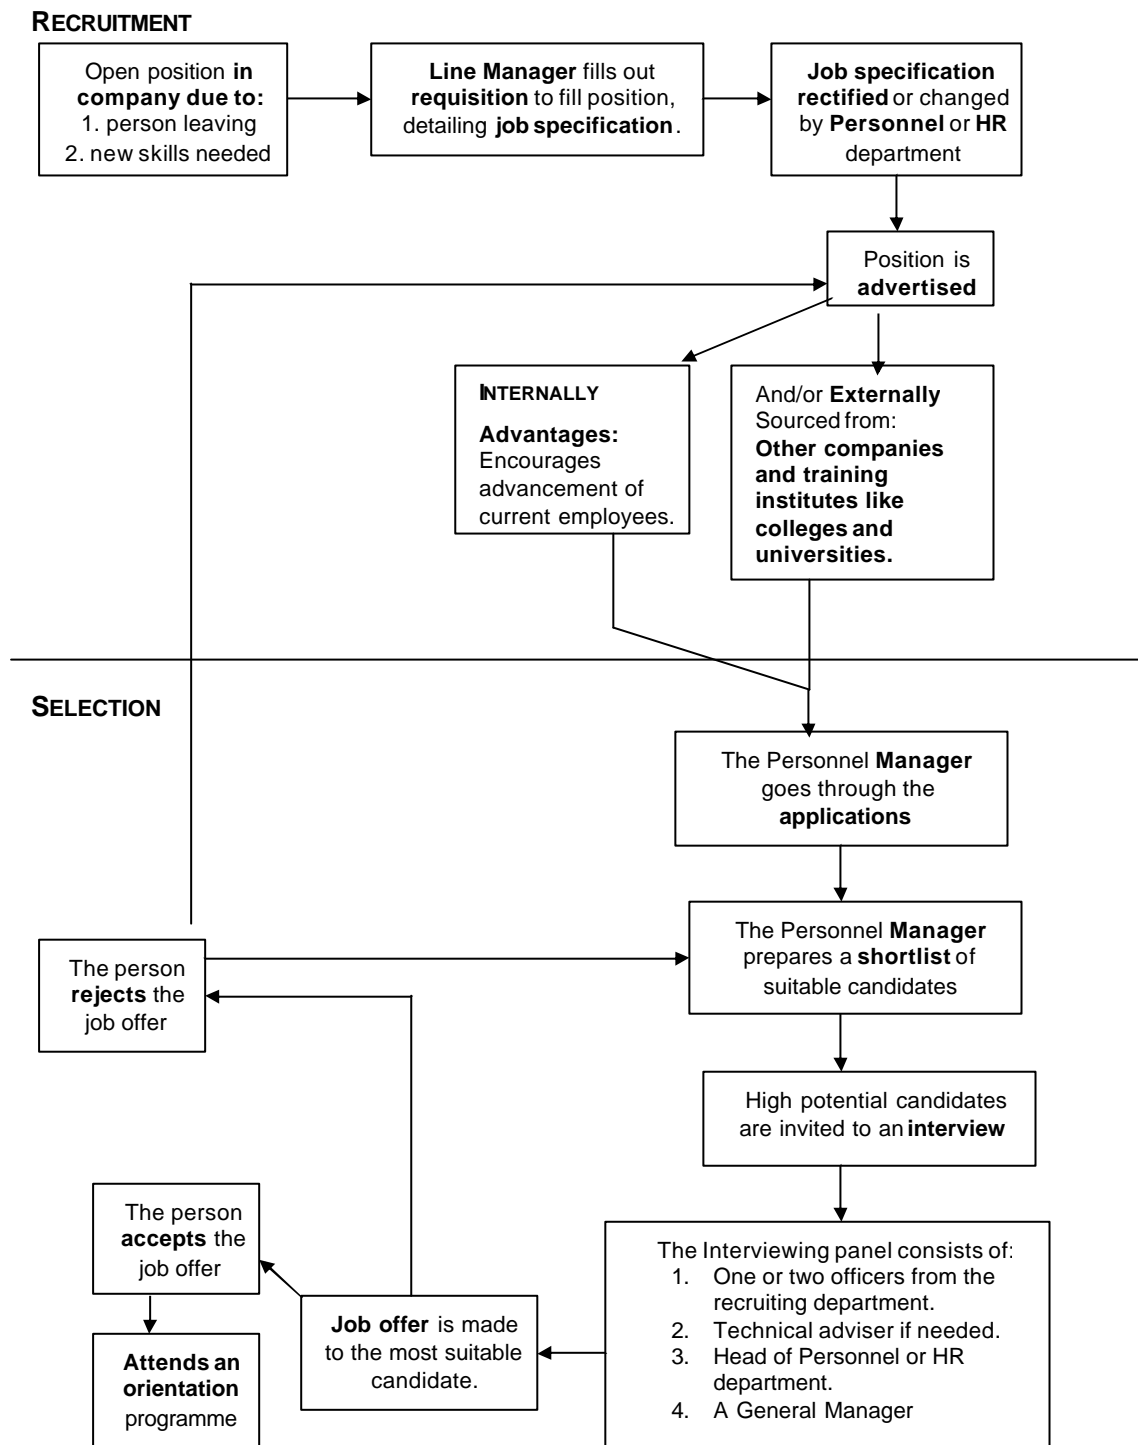 RECRUITMENT
Open position in
company due to:
1. person leaving
2. new skills needed
Line Manager fills out
requisition to fill position,
detailing job specification.
Job specification
rectified or changed
by Personnel or HR
department
Position is
advertised
INTERNALLY
Advantages:
Encourages
advancement of
current employees.
And/or Externally
Sourced from:
Other companies
and training
institutes like
colleges and
universities.
SELECTION
The Personnel Manager
goes through the
applications
The Personnel Manager
prepares a shortlist of
suitable candidates
The person
rejects the
job offer
High potential candidates
are invited to an interview
The person
accepts the
job offer
The Interviewing panel consists of:
1. One or two officers from the
recruiting department.
2. Technical adviser if needed.
3. Head of Personnel or HR
department.
4. A General Manager
Job offer is made
to the most suitable
candidate.
Attends an
orientation
programme